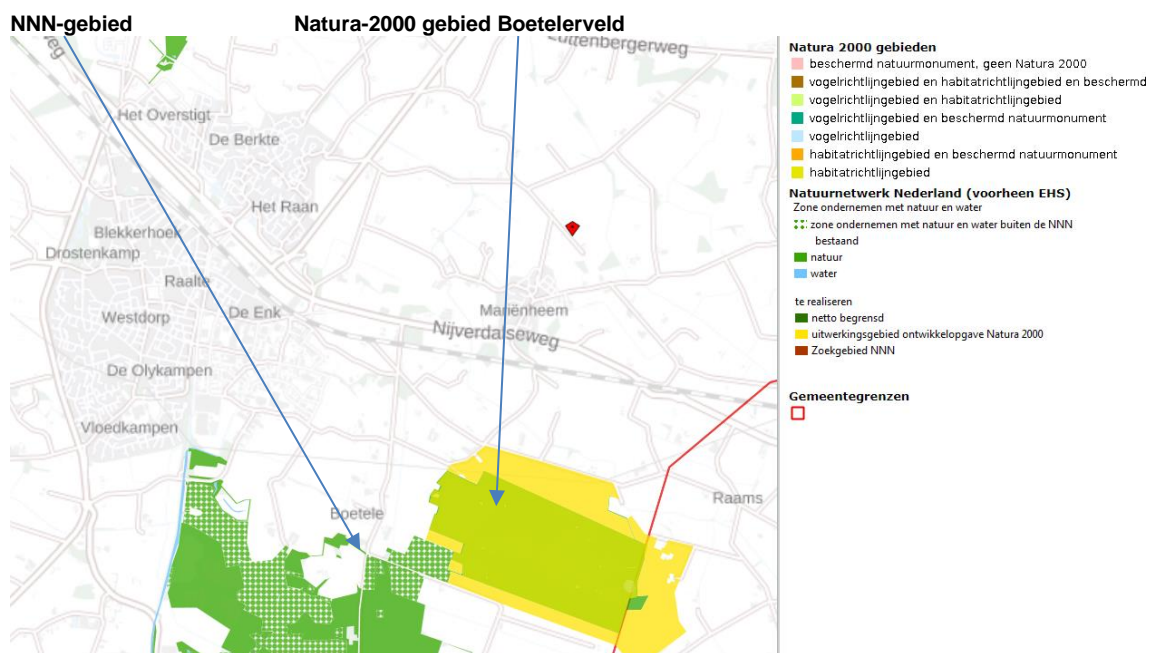 NNN-gebied
Natura-2000 gebied Boetelerveld
weg
Luttenbergerweg
Het Overstigt
De Berkte
Het Raan
Blekkerhoek
Drostenkamp
Raalte
Westdorp
De Enk
Mariënheem
Nijverdalseweg
De Olykampen
Vloedkampen
Boetele
Raams
Natura 2000 gebieden
beschermd natuurmonument, geen Natura 2000
vogelrichtlijngebied en habitatrichtlijngebied en beschermd
vogelrichtlijngebied en habitatrichtlijngebied
vogelrichtlijngebied en beschermd natuurmonument
vogelrichtlijngebied
habitatrichtlijngebied en beschermd natuurmonument
habitatrichtlijngebied
Natuurnetwerk Nederland (voorheen EHS)
Zone ondernemen met natuur en water
zone ondernemen met natuur en water buiten de NNN
bestaand
natuur
water
te realiseren
netto begrensd
uitwerkingsgebied ontwikkelopgave Natura 2000
Zoekgebied NNN
Gemeentegrenzen